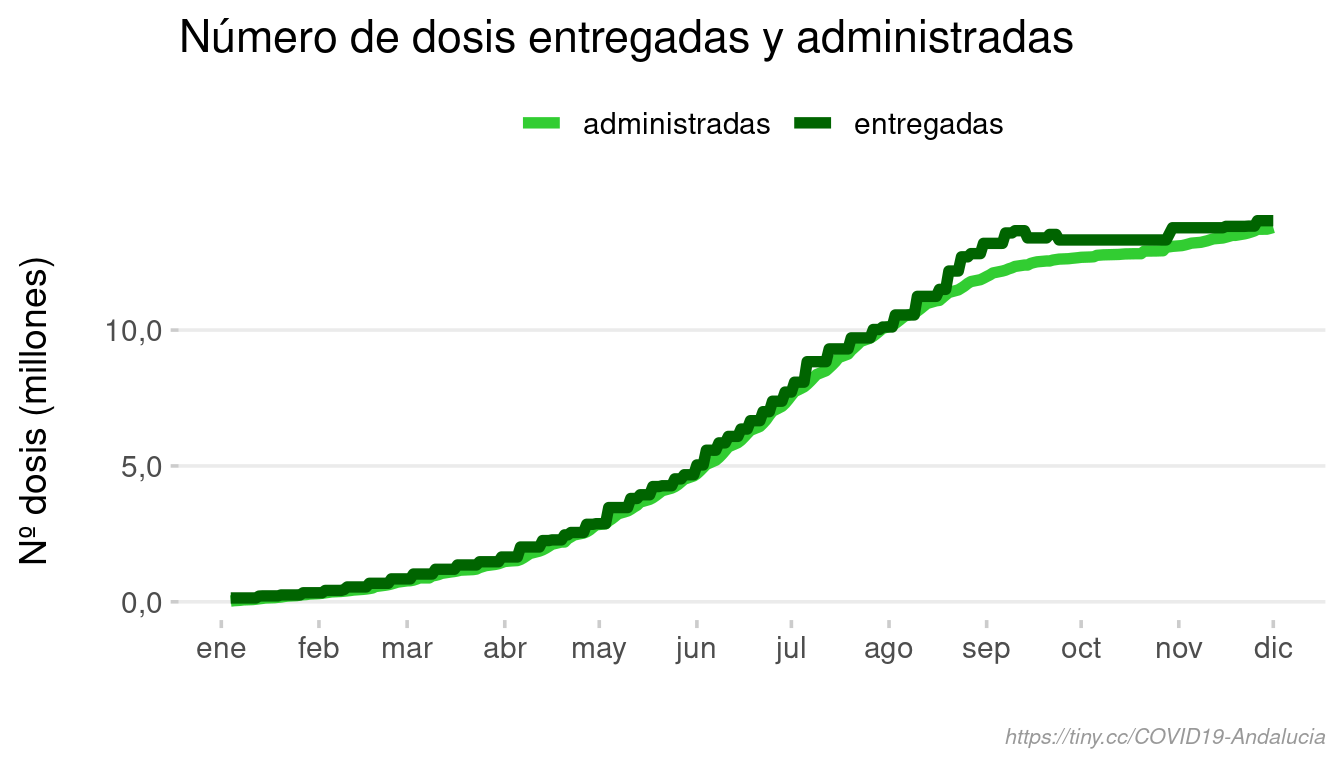 Número de dosis entregadas y administradas
administradas entregadas
Nº dosis (millones)
10,0
5,0
0,0
ene feb mar abr may jun jul ago sep oct nov dic
https://tiny.cc/COVID19-Andalucia